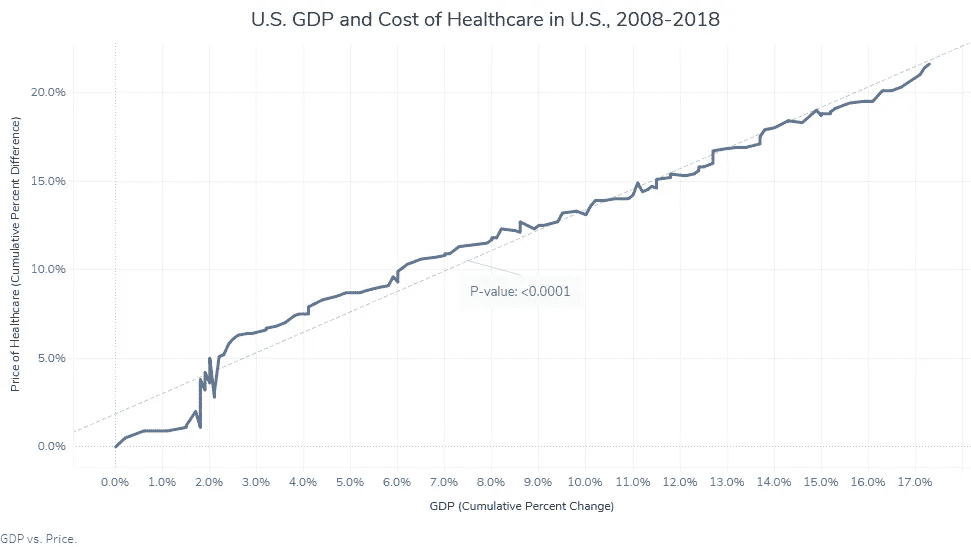 U.S. GDP and Cost of Healthcare in U.S., 2008-2018
Price of Healthcare (Cumulative Percent Difference)
20.0%
15.0%
10.0%
5.0%
0.0%
P-value: <0.0001
0.0% 1.0% 2.0% 3.0% 4.0% 5.0% 6.0% 7.0% 8.0% 9.0% 10.0% 11.0% 12.0% 13.0% 14.0% 15.0% 16.0% 17.0%
GDP (Cumulative Percent Change)
GDP vs. Price.